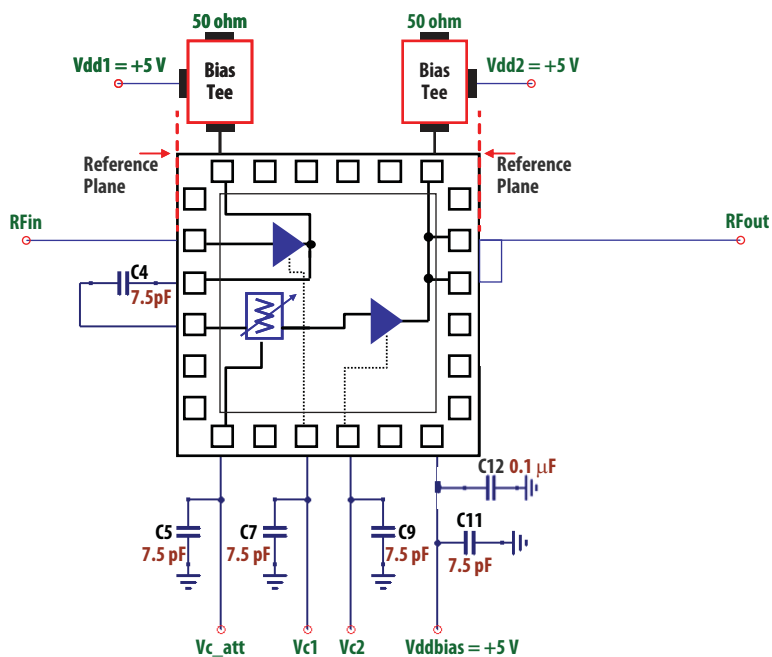 50 ohm
50 ohm
Vdd1 = +5 V
Bias
Tee
Bias
Tee
Vdd2 = +5 V
Reference
Plane
Reference
Plane
RFin
RFout
C4
7.5pF
C12 0.1 µF
C5
7.5 pF
C7
7.5 pF
C9
7.5 pF
C11
7.5 pF
Vc_att
Vc1
Vc2
Vddbias = +5 V